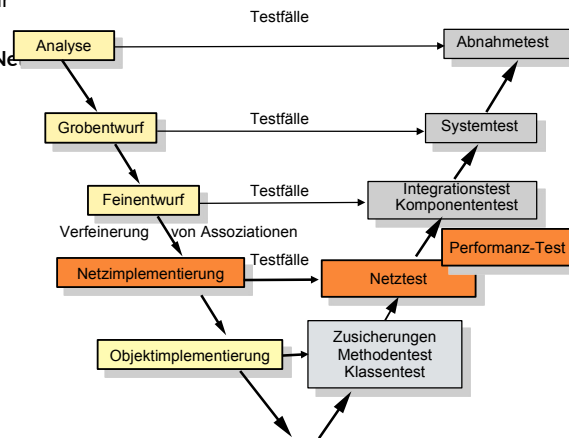 Testfälle
Analyse
Abnahmetest
Ne
Testfälle
Grobentwurf
Systemtest
Testfälle
Feinentwurf
Integrationstest
Komponententest
Verfeinerung von Assoziationen
Performanz-Test
Testfälle
Netzimplementierung
Netztest
Zusicherungen
Methodentest
Klassentest
Objektimplementierung